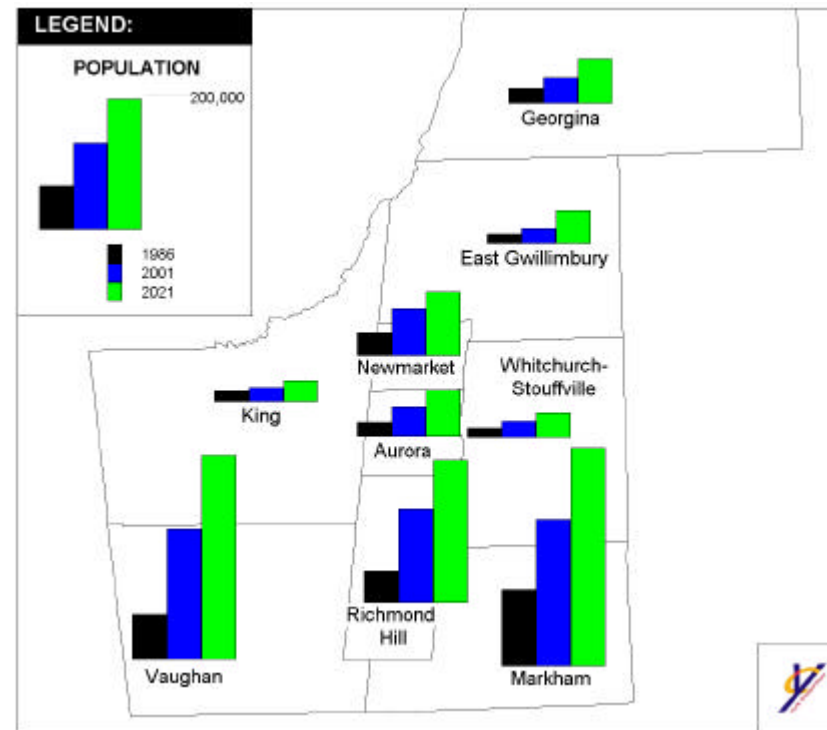 LEGEND:
POPULATION
200,000
1986
2001
2021
Georgina
East Gwillimbury
Newmarket
Whitchurch-
Stouffville
King
Aurora
Richmond
Hill
Vaughan
Markham